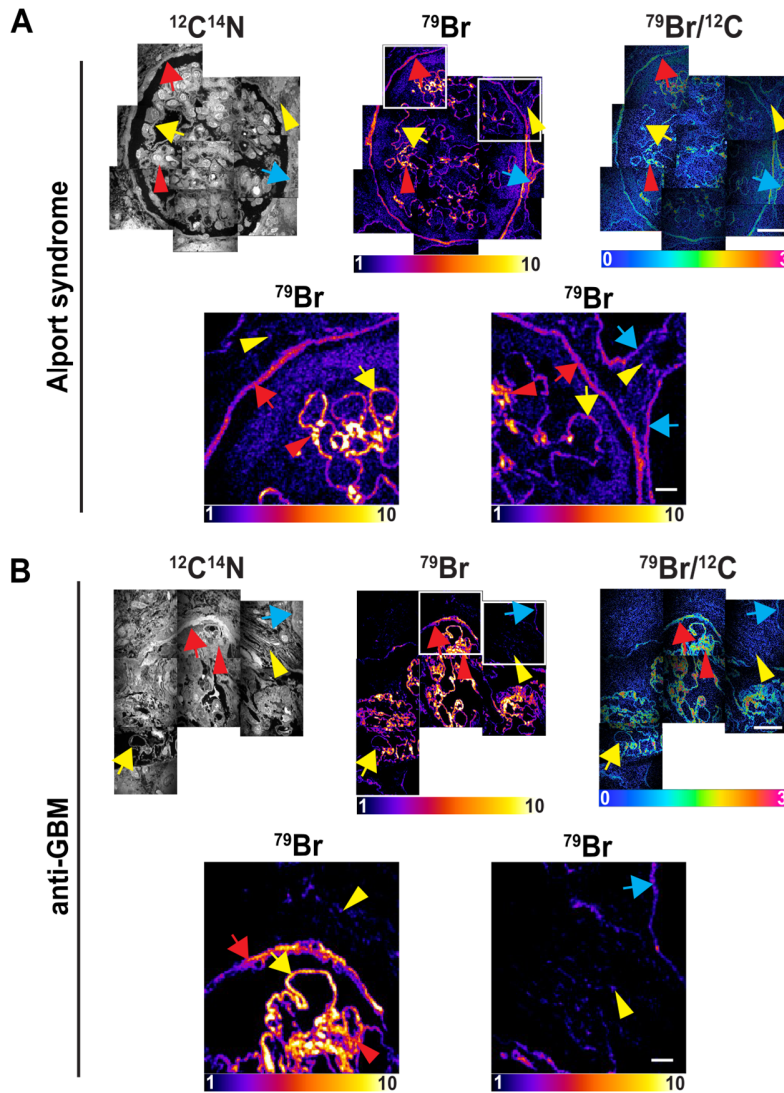 A
¹²C¹⁴N ⁷⁹Br ⁷⁹Br/¹²C
Alport syndrome
1 10 0 3
⁷⁹Br ⁷⁹Br
1 10 1 10
B
¹²C¹⁴N ⁷⁹Br ⁷⁹Br/¹²C
anti-GBM
1 10 0 3
⁷⁹Br ⁷⁹Br
1 10 1 10